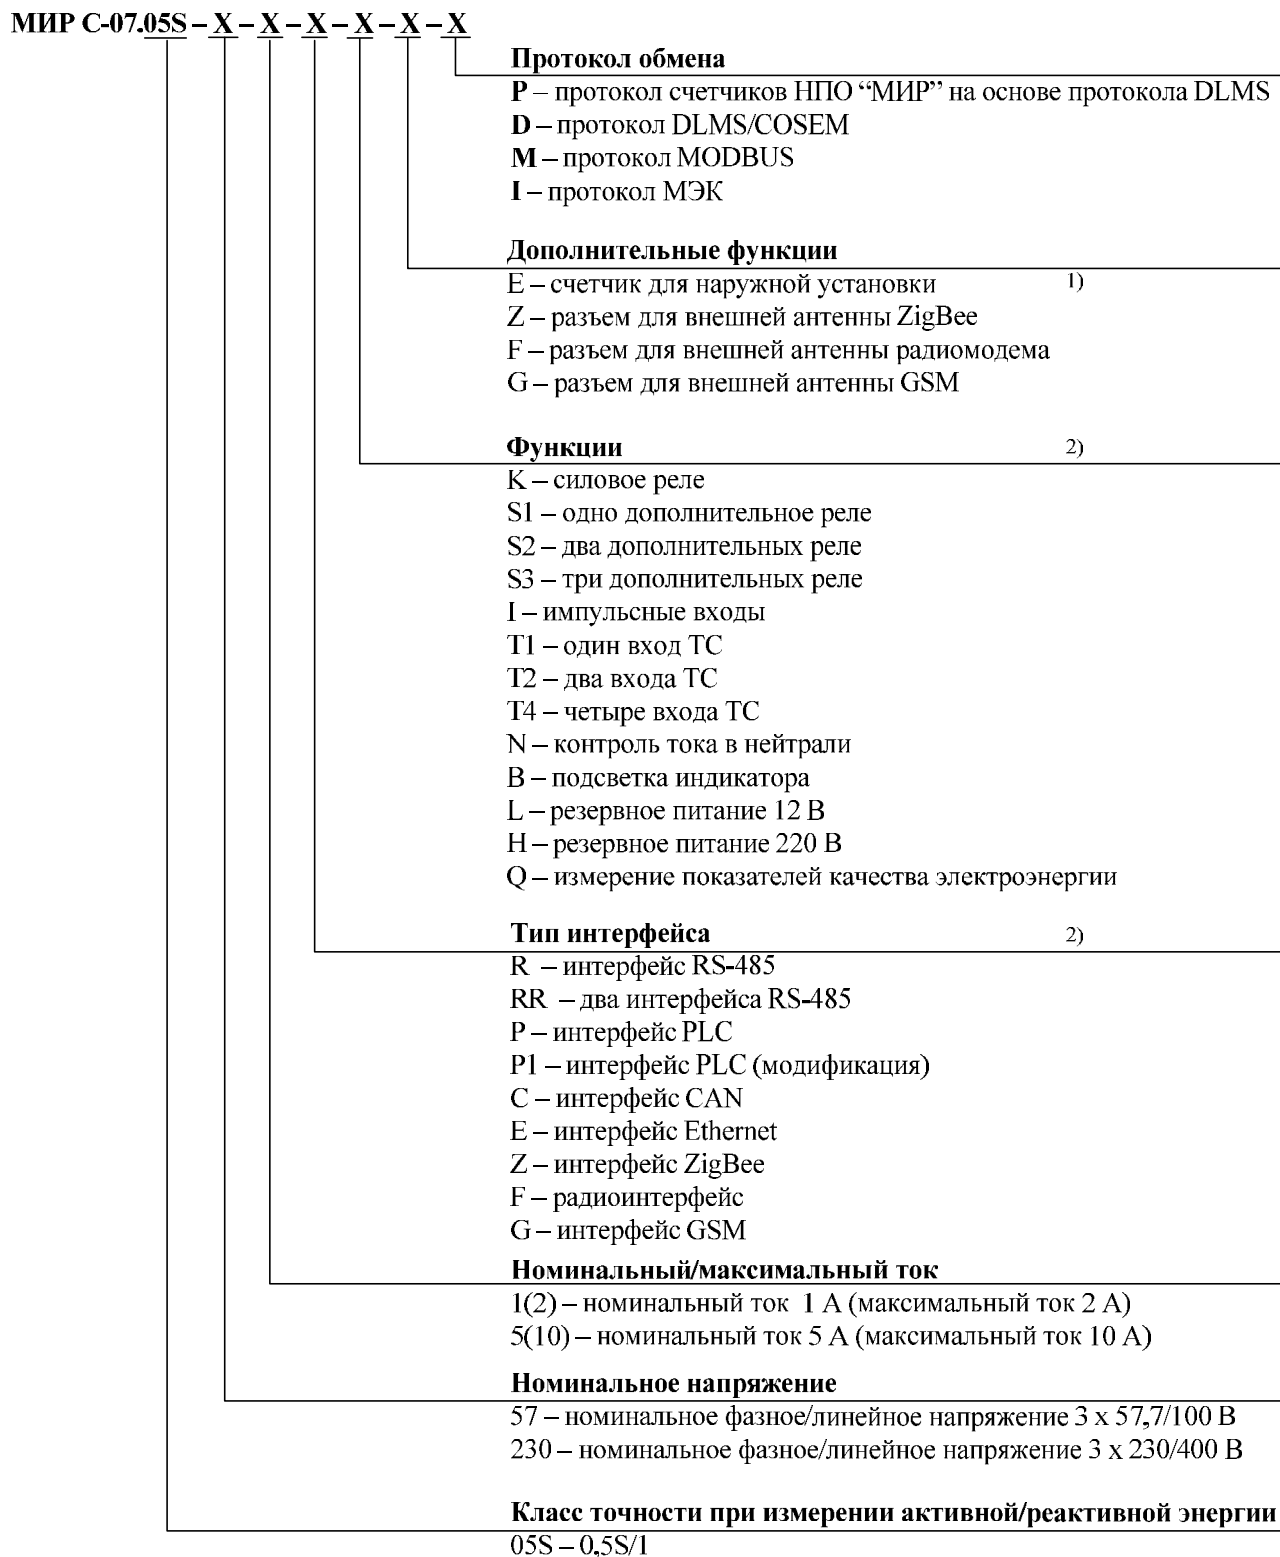 МИР С-07.05S – X – X – X – X – X – X
Протокол обмена
P – протокол счетчиков НПО “МИР” на основе протокола DLMS
D – протокол DLMS/COSEM
M – протокол MODBUS
I – протокол МЭК
Дополнительные функции
E – счетчик для наружной установки 1)
Z – разъем для внешней антенны ZigBee
F – разъем для внешней антенны радиомодема
G – разъем для внешней антенны GSM
Функции 2)
K – силовое реле
S1 – одно дополнительное реле
S2 – два дополнительных реле
S3 – три дополнительных реле
I – импульсные входы
T1 – один вход ТС
T2 – два входа ТС
T4 – четыре входа ТС
N – контроль тока в нейтрали
B – подсветка индикатора
L – резервное питание 12 В
H – резервное питание 220 В
Q – измерение показателей качества электроэнергии
Тип интерфейса 2)
R – интерфейс RS-485
RR – два интерфейса RS-485
P – интерфейс PLC
P1 – интерфейс PLC (модификация)
C – интерфейс CAN
E – интерфейс Ethernet
Z – интерфейс ZigBee
F – радиоинтерфейс
G – интерфейс GSM
Номинальный/максимальный ток
1(2) – номинальный ток 1 А (максимальный ток 2 А)
5(10) – номинальный ток 5 А (максимальный ток 10 А)
Номинальное напряжение
57 – номинальное фазное/линейное напряжение 3 х 57,7/100 В
230 – номинальное фазное/линейное напряжение 3 х 230/400 В
Класс точности при измерении активной/реактивной энергии
05S – 0,5S/1